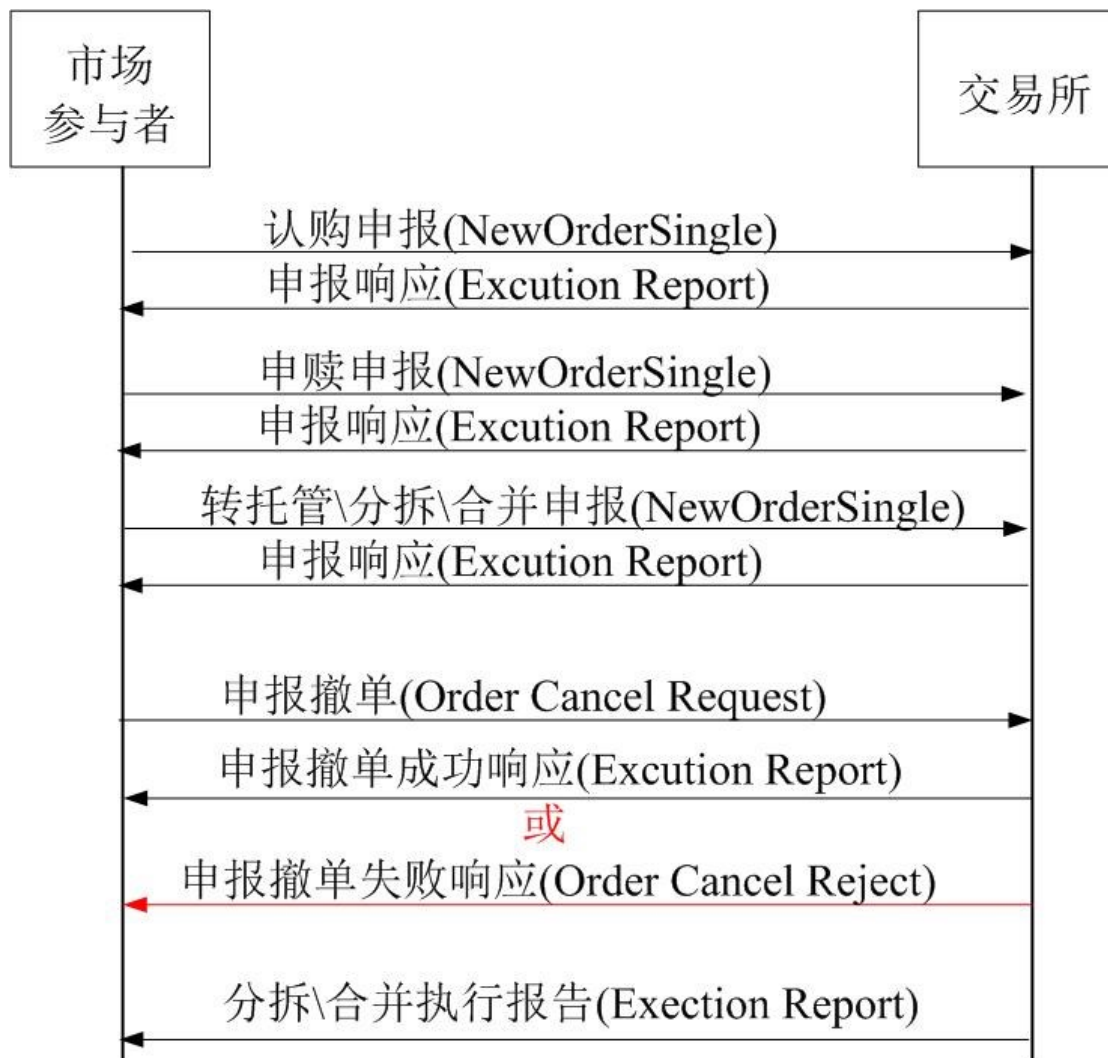 市场
参与者
交易所
认购申报(NewOrderSingle)
申报响应(Excution Report)
申赎申报(NewOrderSingle)
申报响应(Excution Report)
转托管\分拆\合并申报(NewOrderSingle)
申报响应(Excution Report)
申报撤单(Order Cancel Request)
申报撤单成功响应(Excution Report)
或
申报撤单失败响应(Order Cancel Reject)
分拆\合并执行报告(Exection Report)